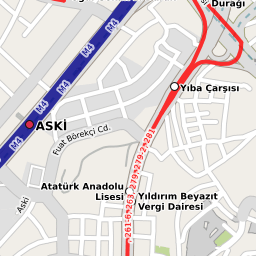 Durağı
M4
M4
Yıba Çarşısı
M4
ASKİ
M4
Fuat Börekçi Cd.
Atatürk Anadolu
Lisesi
Yıldırım Beyazıt
Vergi Dairesi
Aski